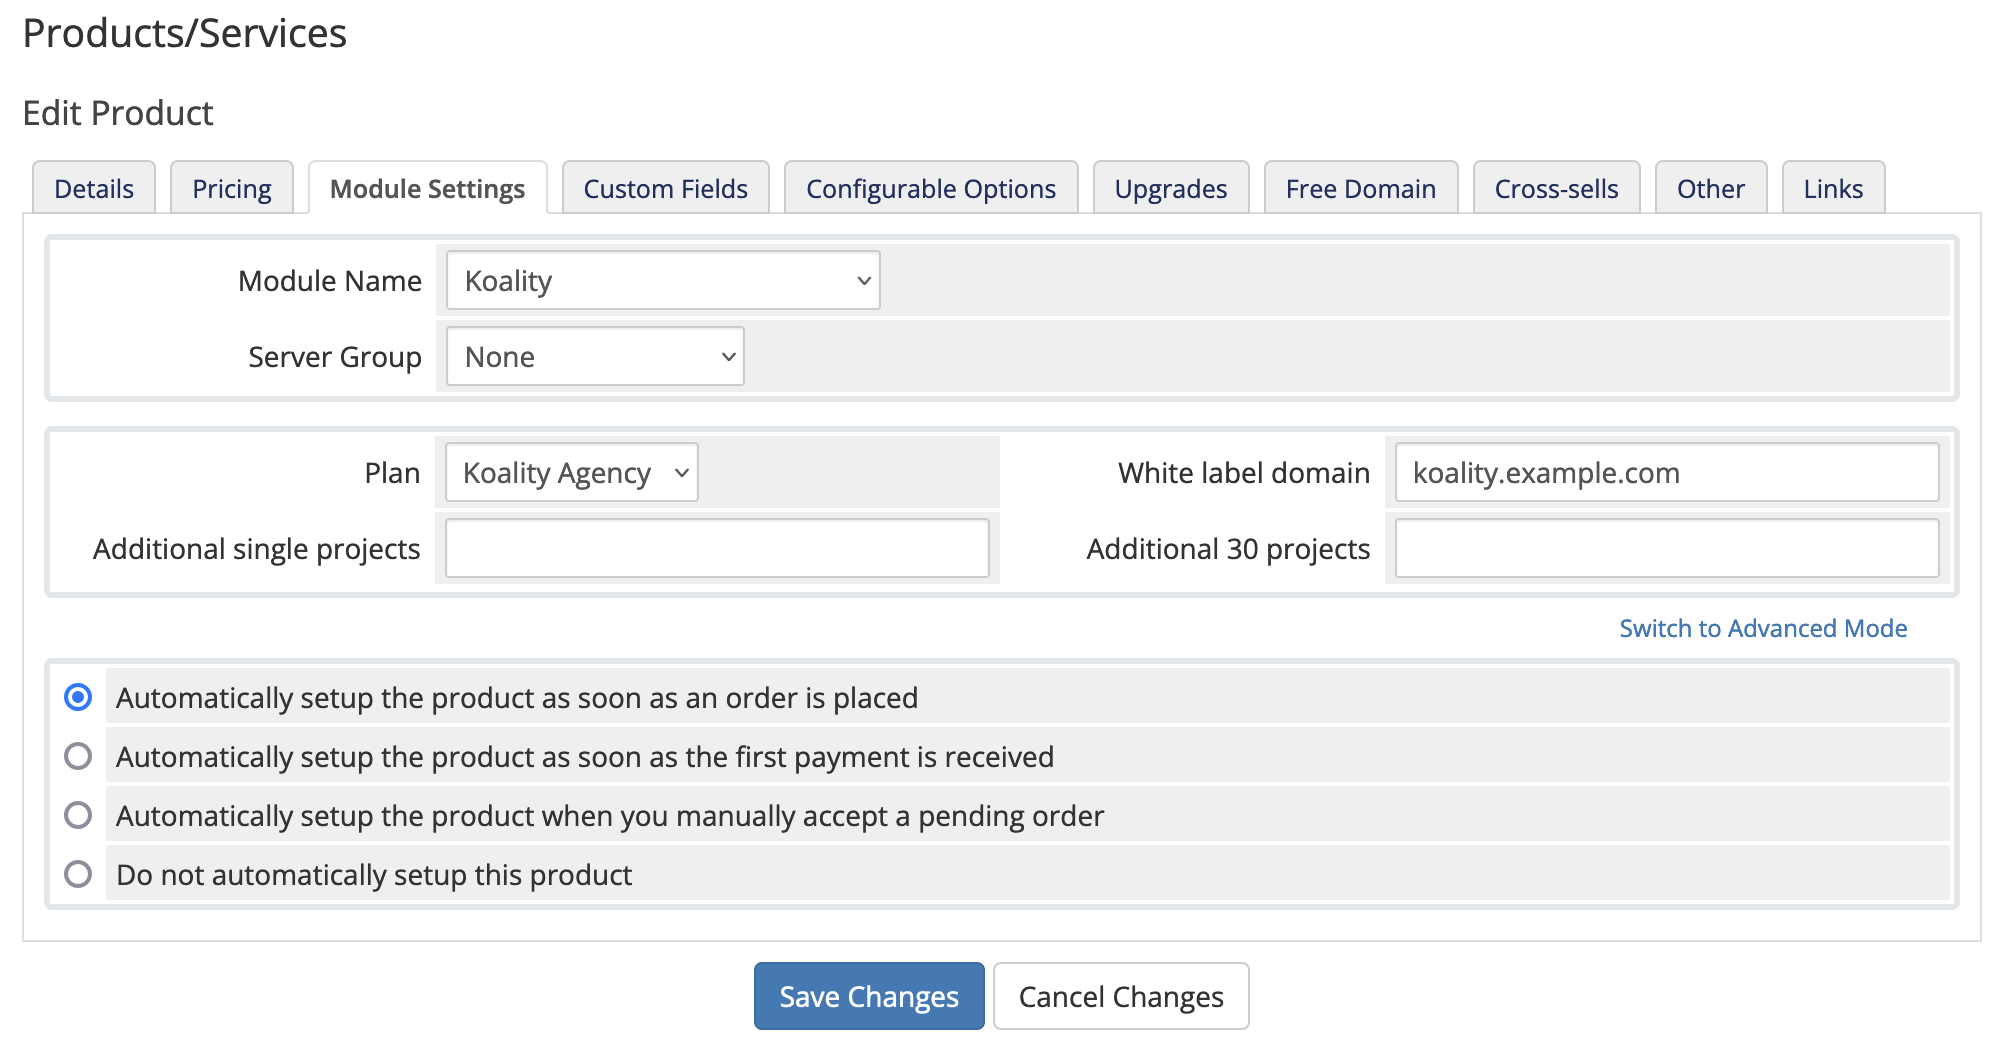 Products/Services
Edit Product
Details Pricing Module Settings Custom Fields Configurable Options Upgrades Free Domain Cross-sells Other Links
Module Name Koality
Server Group None
Plan Koality Agency White label domain koality.example.com
Additional single projects Additional 30 projects
Switch to Advanced Mode
Automatically setup the product as soon as an order is placed
Automatically setup the product as soon as the first payment is received
Automatically setup the product when you manually accept a pending order
Do not automatically setup this product
Save Changes Cancel Changes